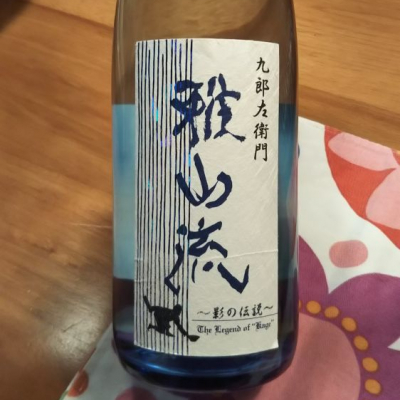 九郎左衛門
雅山流
～影の伝説～
The Legend of "Kage"